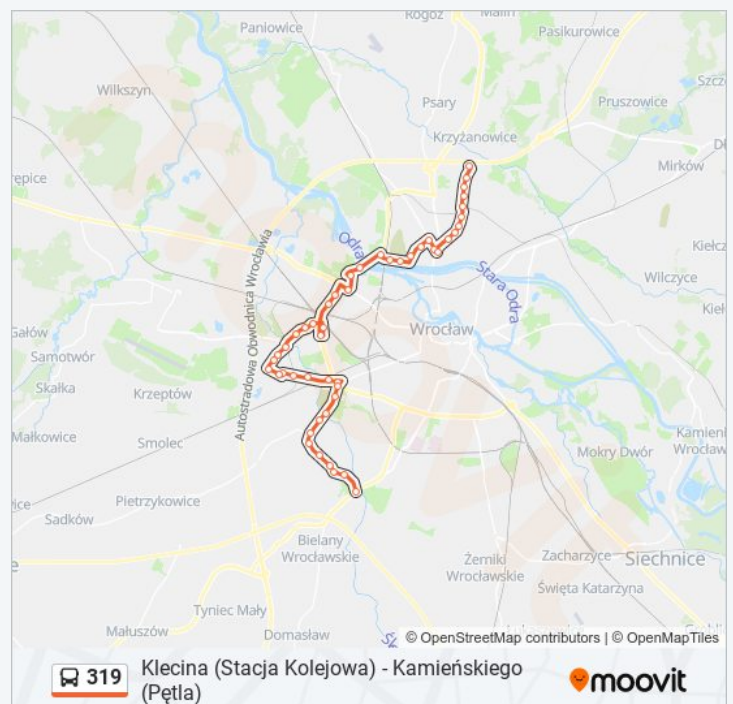 Rogoż
Malin
Paniowice
Pasikurowice
Wilkszyn
Szcz
Psary
Pruszowice
Krzyżanowice
Mirków
ępice
Odra
Kiełcz
Autostradowa Obwodnica Wrocławia
Stara Odra
Wilczyce
Kieł
Gałów
Wrocław
Samotwór
Skałka
Krzeptów
Małkowice
Smolec
Kamieni
Wrocław
Mokry Dwór
Pietrzykowice
Sadków
Bielany
Wrocławskie
Żerniki
Wrocławskie
Zacharzyce
Siechnice
Święta Katarzyna
Tyniec Mały
Małuszów
Domasław
© OpenStreetMap contributors | © OpenMapTiles
319
Klecina (Stacja Kolejowa) - Kamieńskiego
(Pętla)
moovit